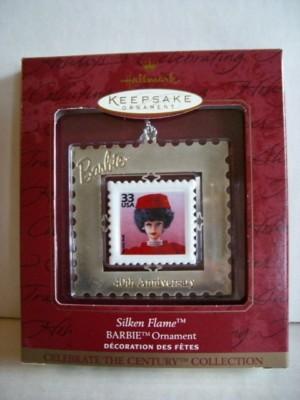 Hallmark
KEEPSAKE
ORNAMENT
Barbie
33
USA
40th Anniversary
Silken Flame™
BARBIE™ Ornament
DÉCORATION DES FÊTES
CELEBRATE THE CENTURY™ COLLECTION